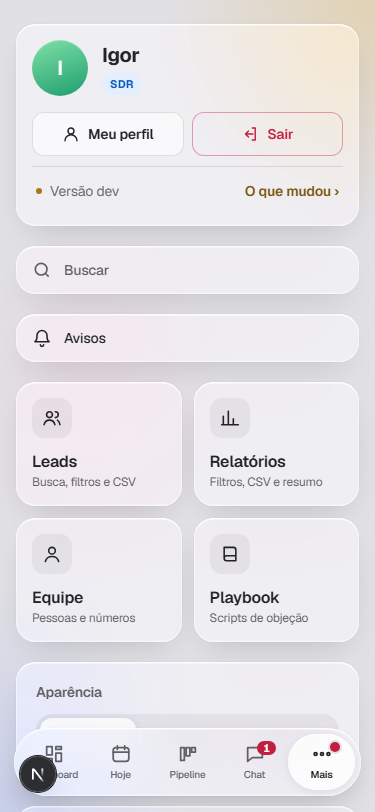 I
Igor
SDR
Meu perfil
Sair
Versão dev
O que mudou ›
Buscar
Avisos
Leads
Busca, filtros e CSV
Relatórios
Filtros, CSV e resumo
Equipe
Pessoas e números
Playbook
Scripts de objeção
Aparência
1
N
oard
Hoje
Pipeline
Chat
Mais